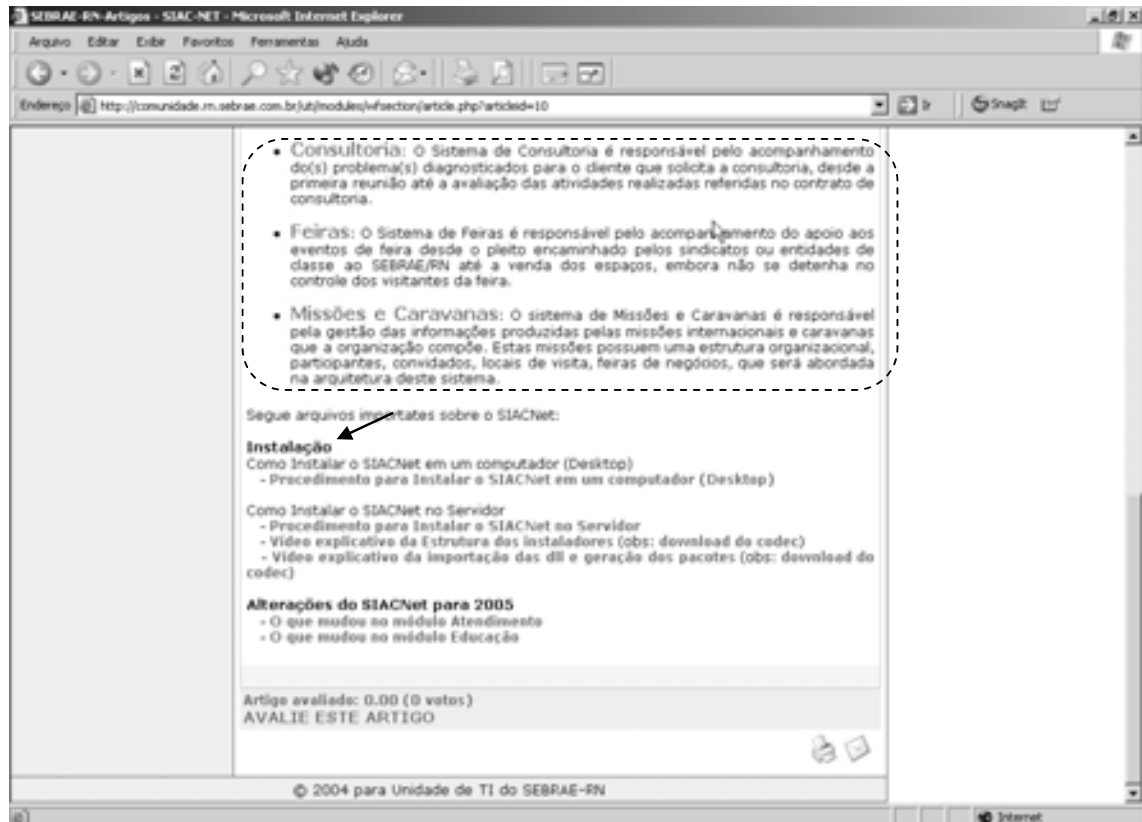 SEBRAE-RN-Artigos - SIAC-NET - Microsoft Internet Explorer
Arquivo Editar Exibir Favoritos Ferramentas Ajuda
Endereço http://comunidade.rn.sebrae.com.br/uti/modules/wfsection/article.php?articleid=10 Ir SnagIt
• Consultoria: O Sistema de Consultoria é responsável pelo acompanhamento
do(s) problema(s) diagnosticados para o cliente que solicita a consultoria, desde a
primeira reunião até a avaliação das atividades realizadas referidas no contrato de
consultoria.
• Feiras: O Sistema de Feiras é responsável pelo acompanhamento do apoio aos
eventos de feira desde o pleito encaminhado pelos sindicatos ou entidades de
classe ao SEBRAE/RN até a venda dos espaços, embora não se detenha no
controle dos visitantes da feira.
• Missões e Caravanas: O sistema de Missões e Caravanas é responsável
pela gestão das informações produzidas pelas missões internacionais e caravanas
que a organização compõe. Estas missões possuem uma estrutura organizacional,
participantes, convidados, locais de visita, feiras de negócios, que será abordada
na arquitetura deste sistema.
Segue arquivos importates sobre o SIACNet:
Instalação
Como Instalar o SIACNet em um computador (Desktop)
- Procedimento para Instalar o SIACNet em um computador (Desktop)
Como Instalar o SIACNet no Servidor
- Procedimento para Instalar o SIACNet no Servidor
- Vídeo explicativo da Estrutura dos instaladores (obs: download do codec)
- Vídeo explicativo da importação das dll e geração dos pacotes (obs: download do
codec)
Alterações do SIACNet para 2005
- O que mudou no módulo Atendimento
- O que mudou no módulo Educação
Artigo avaliado: 0.00 (0 votos)
AVALIE ESTE ARTIGO
© 2004 para Unidade de TI do SEBRAE-RN
Internet